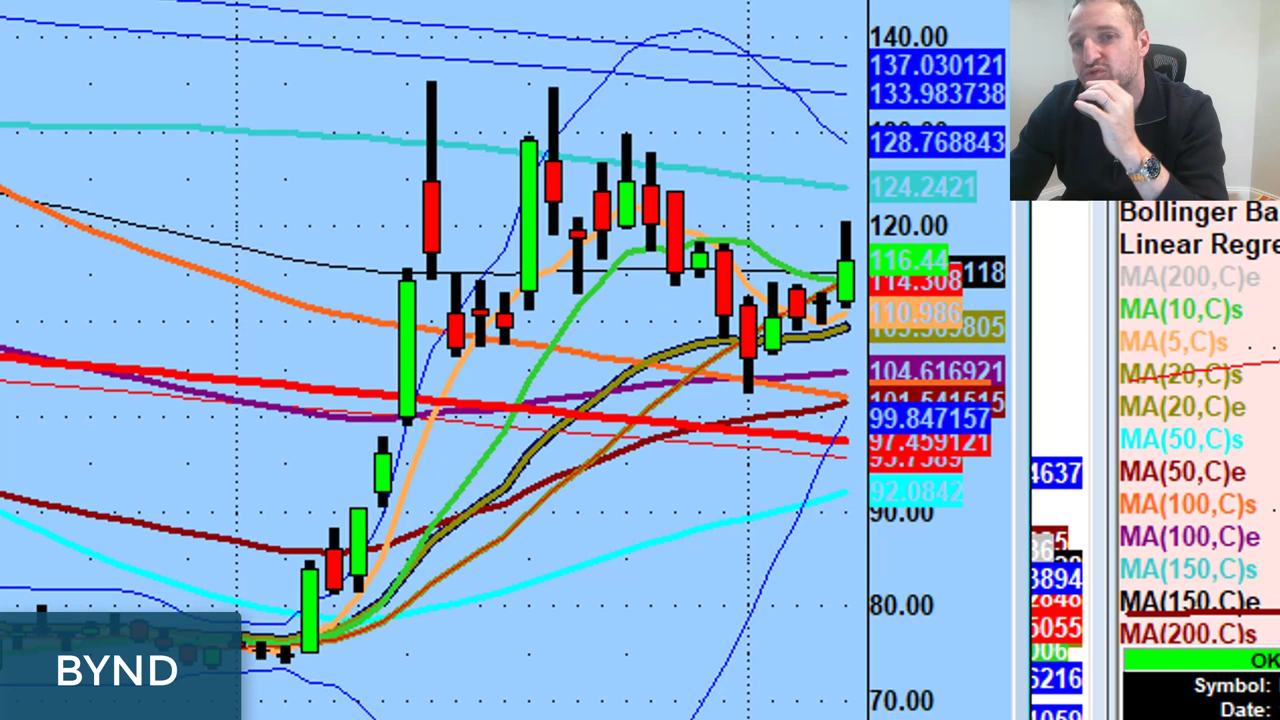 140.00
137.030121
133.983738
128.768843
124.2421
120.00
116.44
118
114.308
110.986
104.616921
101.541515
99.847157
97.459121
92.0842
90.00
80.00
70.00
BYND
4637
3894
5055
6216
Bollinger Ba
Linear Regre
MA(200,C)e
MA(10,C)s
MA(5,C)s
MA(20,C)s
MA(20,C)e
MA(50,C)s
MA(50,C)e
MA(100,C)s
MA(100,C)e
MA(150,C)s
MA(150,C)e
MA(200,C)s
OK
Symbol:
Date: